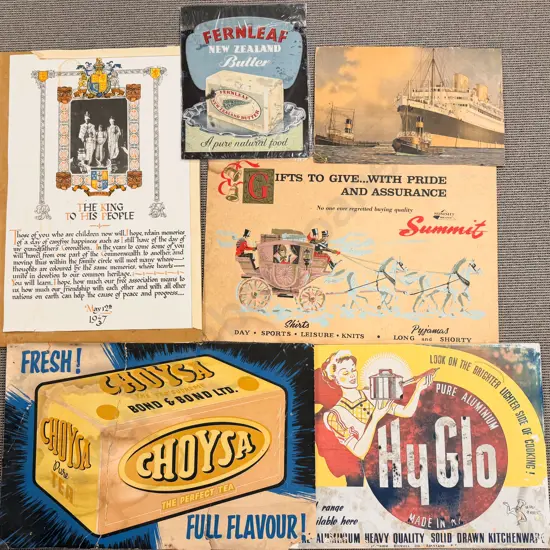 FERNLEAF
NEW ZEALAND
Butter
FERNLEAF
NEW ZEALAND BUTTER
A pure natural food
THE KING
TO HIS PEOPLE
Those of you who are children now will, I hope, retain memories
of a day of carefree happiness such as I still have of the day of
my grandfather's Coronation. In the years to come some of you
will travel from one part of the Commonwealth to another, and
moving thus within the family circle will meet many whose
thoughts are coloured by the same memories, whose hearts
unite in devotion to our common heritage.
You will learn, I hope, how much our free association means to
us, how much our friendship with each other and with all other
nations on earth can help the cause of peace and progress
May 12th
1937
GIFTS TO GIVE...WITH PRIDE
AND ASSURANCE
No one ever regretted buying quality
Summit
Shirts
DAY • SPORTS • LEISURE • KNITS
Pyjamas
LONG and SHORTY
FRESH!
CHOYSA
BOND & BOND LTD.
CHOYSA
Pure
TEA
CHOYSA
THE PERFECT TEA
FULL FLAVOUR!
LOOK ON THE BRIGHTER LIGHTER SIDE OF COOKING!
PURE ALUMINIUM
HyGlo
MADE IN
range
ilable here
ALUMINIUM HEAVY QUALITY SOLID DRAWN KITCHENWARE